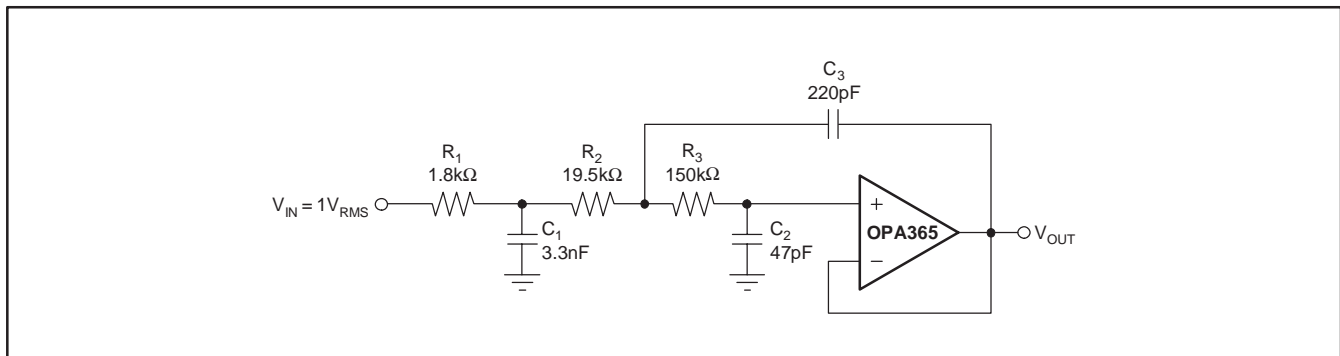 C3
220pF
R1
1.8kΩ
R2
19.5kΩ
R3
150kΩ
VIN = 1VRMS
C1
3.3nF
C2
47pF
+
OPA365
−
VOUT